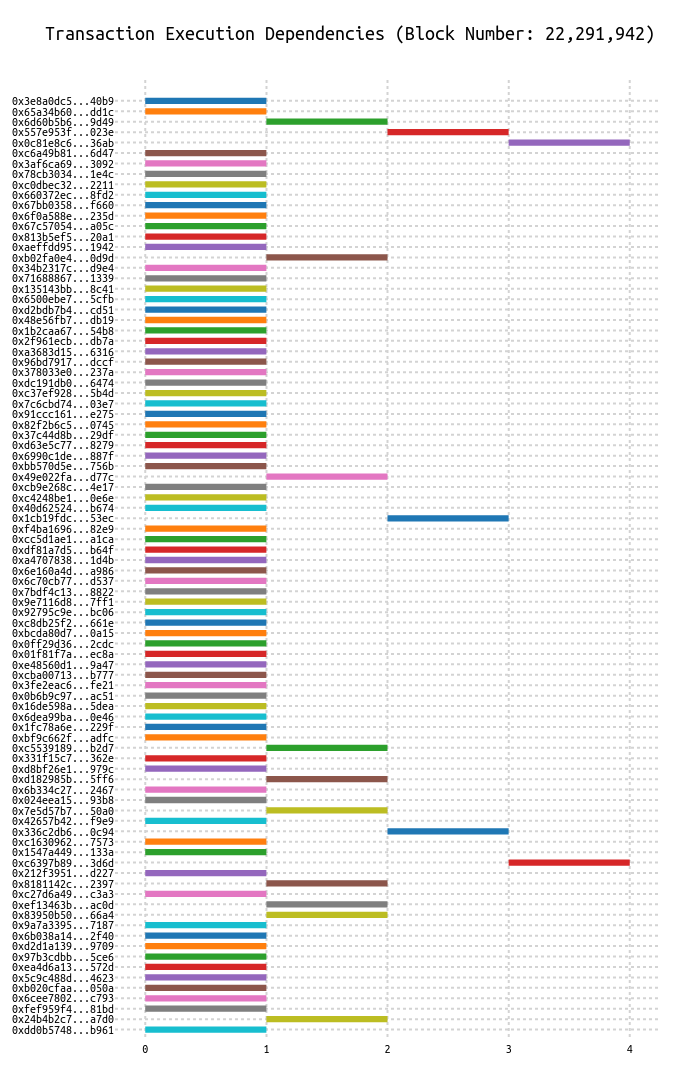 Transaction Execution Dependencies (Block Number: 22,291,942)
0x3e8a0dc5...40b9
0x65a34b60...dd1c
0x6d60b5b6...9d49
0x557e953f...023e
0x0c81e8c6...36ab
0xc6a49b81...6d47
0x3af6ca69...3092
0x78cb3034...1e4c
0xc0dbec32...2211
0x660372ec...8fd2
0x67bb0358...f660
0x6f0a588e...235d
0x67c57054...a05c
0x813b5ef5...20a1
0xaeffdd95...1942
0xb02fa0e4...0d9d
0x34b2317c...d9e4
0x71688867...1339
0x135143bb...8c41
0x6500ebe7...5cfb
0xd2bdb7b4...cd51
0x48e56fb7...db19
0x1b2caa67...54b8
0x2f961ecb...db7a
0xa3683d15...6316
0x96bd7917...dccf
0x378033e0...237a
0xdc191db0...6474
0xc37ef928...5b4d
0x7c6cbd74...03e7
0x91ccc161...e275
0x82f2b6c5...0745
0x37c44d8b...29df
0xd63e5c77...8279
0x6990c1de...887f
0xbb570d5e...756b
0x49e022fa...d77c
0xcb9e268c...4e17
0xc4248be1...0e6e
0x40d62524...b674
0x1cb19fdc...53ec
0xf4ba1696...82e9
0xcc5d1ae1...a1ca
0xdf81a7d5...b64f
0xa4707838...1d4b
0x6e160a4d...a986
0x6c70cb77...d537
0x7bdf4c13...8822
0x9e7116d8...7ff1
0x92795c9e...bc06
0xc8db25f2...661e
0xbcda80d7...0a15
0x0ff29d36...2cdc
0x01f81f7a...ec8a
0xe48560d1...9a47
0xcba00713...b777
0x3fe2eac6...fe21
0x0b6b9c97...ac51
0x16de598a...5dea
0x6dea99ba...0e46
0x1fc78a6e...229f
0xbf9c662f...adfc
0xc5539189...b2d7
0x331f15c7...362e
0xd8bf26e1...979c
0xd182985b...5ff6
0x6b334c27...2467
0x024eea15...93b8
0x7e5d57b7...50a0
0x42657b42...f9e9
0x336c2db6...0c94
0xc1630962...7573
0x1547a449...133a
0xc6397b89...3d6d
0x212f3951...d227
0x8181142c...2397
0xc27d6a49...c3a3
0xef13463b...ac0d
0x83950b50...66a4
0x9a7a3395...7187
0x6b038a14...2f40
0xd2d1a139...9709
0x97b3cdbb...5ce6
0xea4d6a13...572d
0x5c9c488d...4623
0xb020cfaa...050a
0x6cee7802...c793
0xfef959f4...81bd
0x24b4b2c7...a7d0
0xdd0b5748...b961
0 1 2 3 4